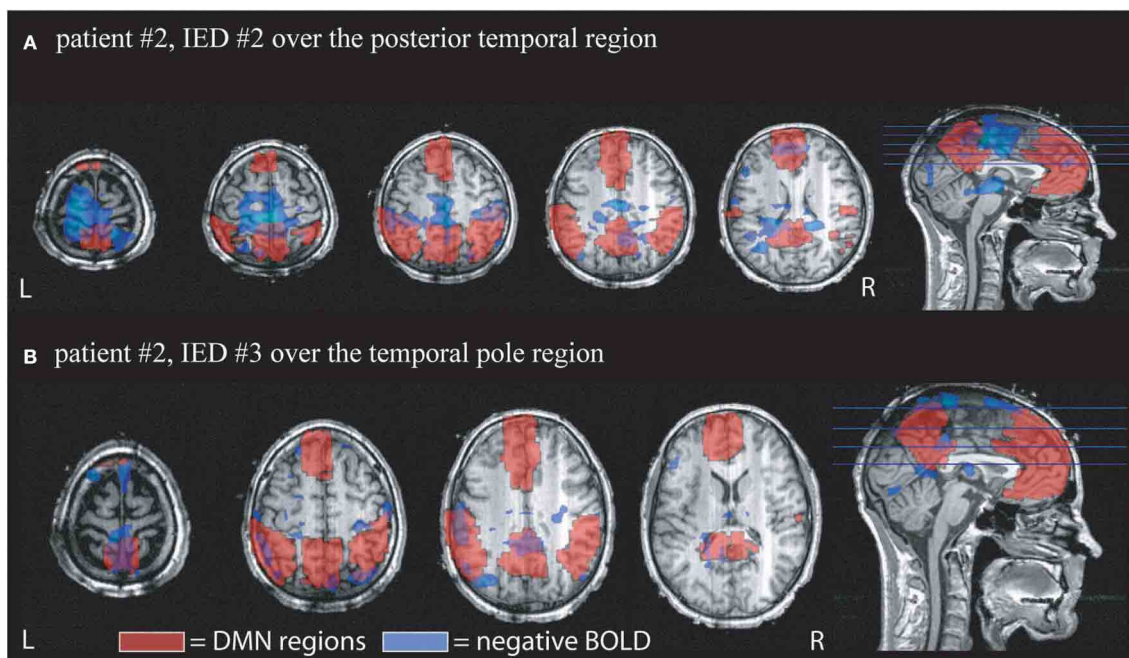 A patient #2, IED #2 over the posterior temporal region
L R
B patient #2, IED #3 over the temporal pole region
L R
= DMN regions = negative BOLD